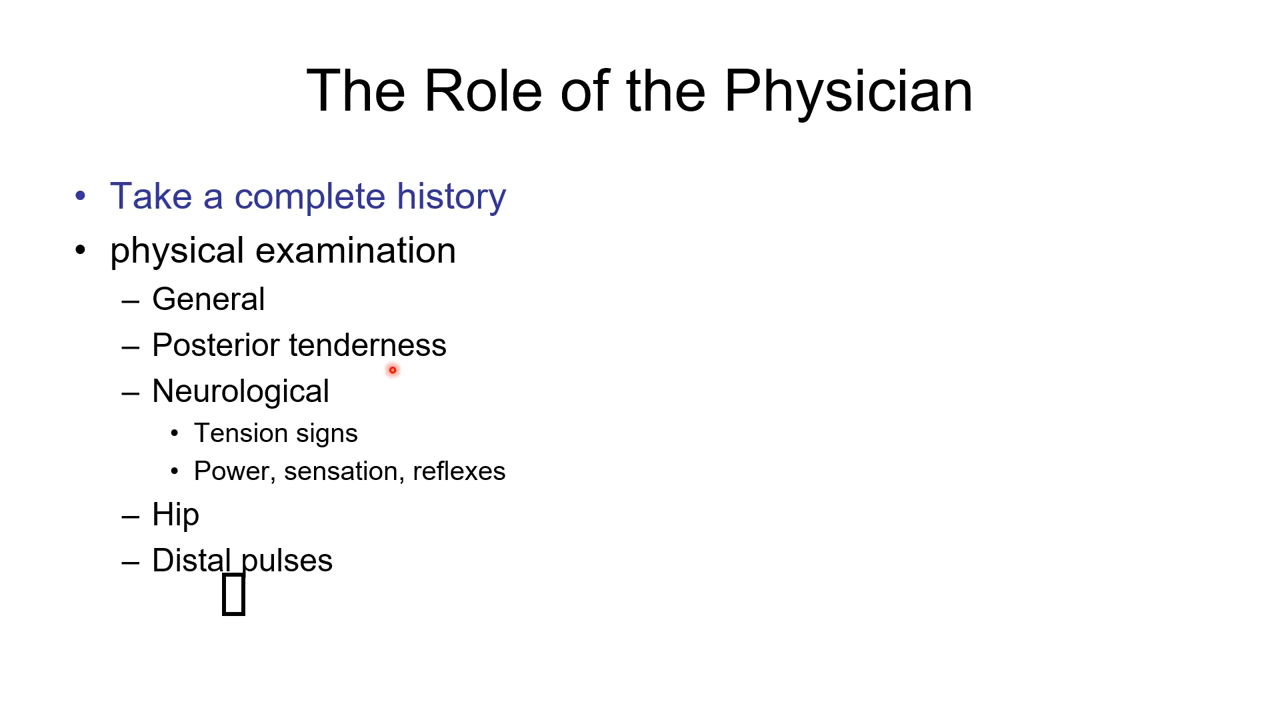 The Role of the Physician
• Take a complete history
• physical examination
– General
– Posterior tenderness
– Neurological
• Tension signs
• Power, sensation, reflexes
– Hip
– Distal pulses